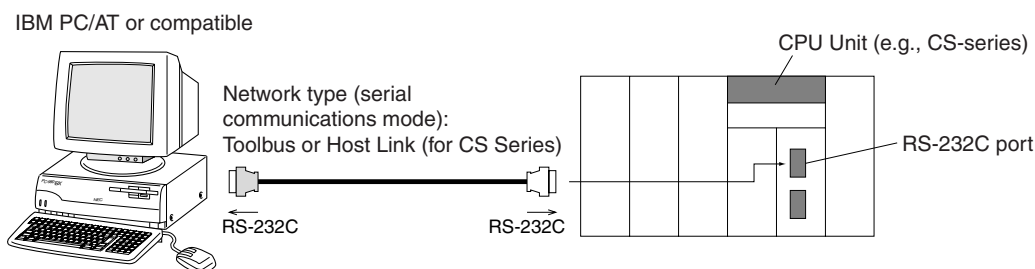 IBM PC/AT or compatible
CPU Unit (e.g., CS-series)
Network type (serial
communications mode):
Toolbus or Host Link (for CS Series)
RS-232C port
RS-232C
RS-232C